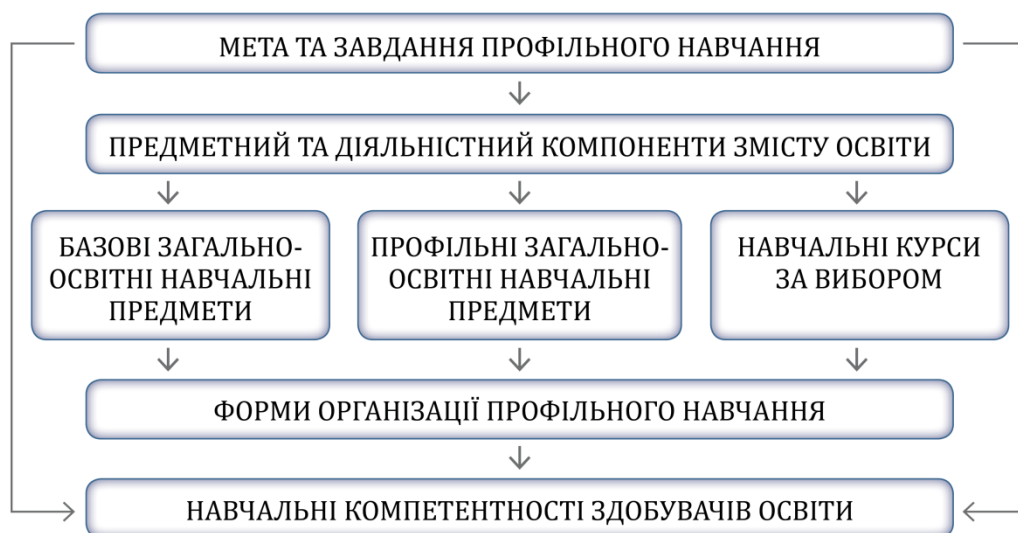 МЕТА ТА ЗАВДАННЯ ПРОФІЛЬНОГО НАВЧАННЯ
ПРЕДМЕТНИЙ ТА ДІЯЛЬНІСТНИЙ КОМПОНЕНТИ ЗМІСТУ ОСВІТИ
БАЗОВІ ЗАГАЛЬНО-
ОСВІТНІ НАВЧАЛЬНІ
ПРЕДМЕТИ
ПРОФІЛЬНІ ЗАГАЛЬНО-
ОСВІТНІ НАВЧАЛЬНІ
ПРЕДМЕТИ
НАВЧАЛЬНІ КУРСИ
ЗА ВИБОРОМ
ФОРМИ ОРГАНІЗАЦІЇ ПРОФІЛЬНОГО НАВЧАННЯ
НАВЧАЛЬНІ КОМПЕТЕНТНОСТІ ЗДОБУВАЧІВ ОСВІТИ